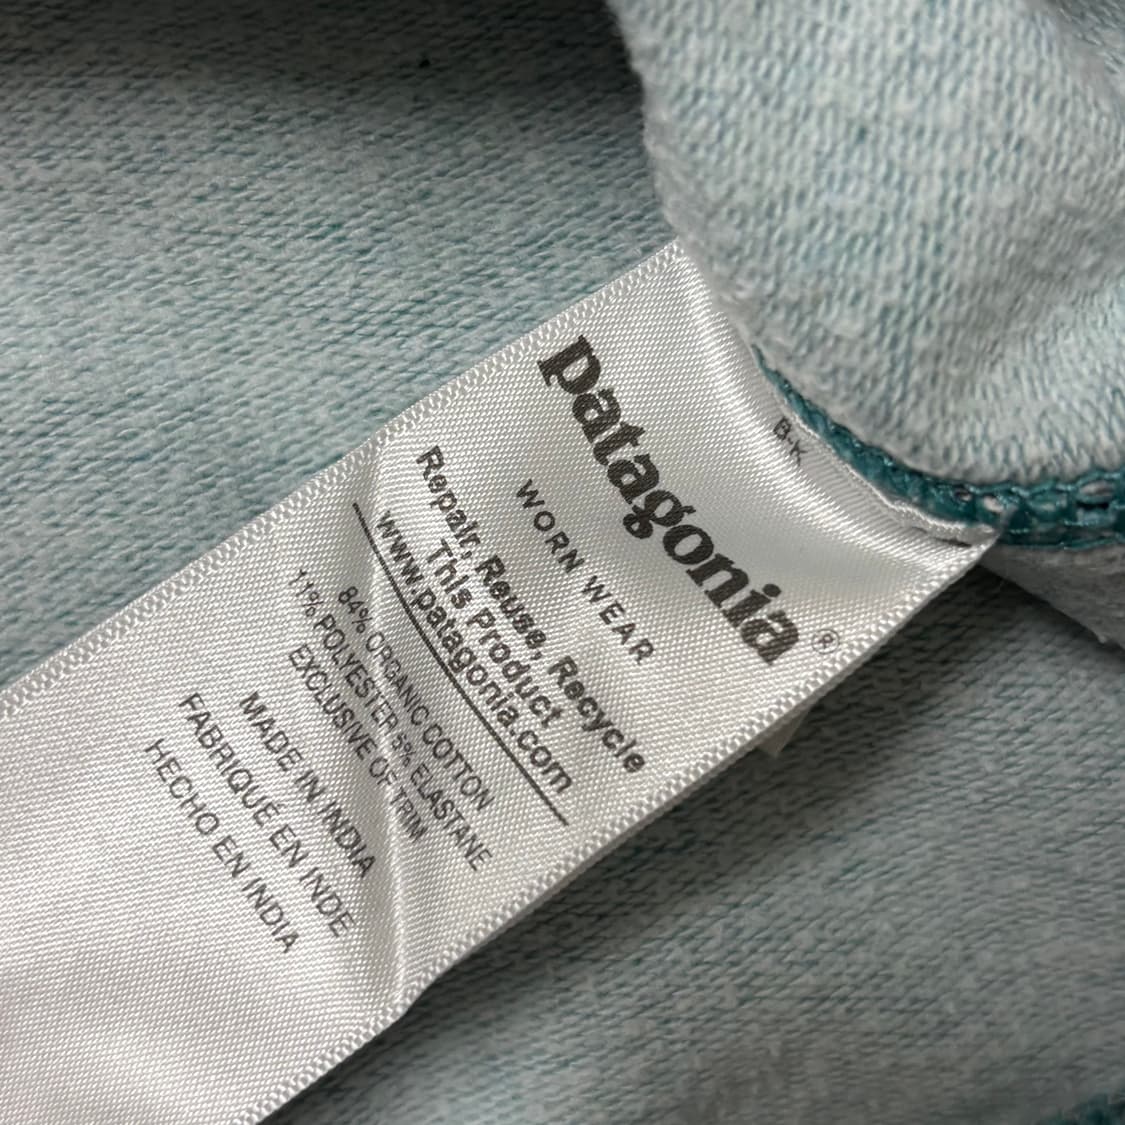 B-K
patagonia®
WORN WEAR
Repair, Reuse, Recycle
This Product
www.patagonia.com
84% ORGANIC COTTON
11% POLYESTER 5% ELASTANE
EXCLUSIVE OF TRIM
MADE IN INDIA
FABRIQUÉ EN INDE
HECHO EN INDIA